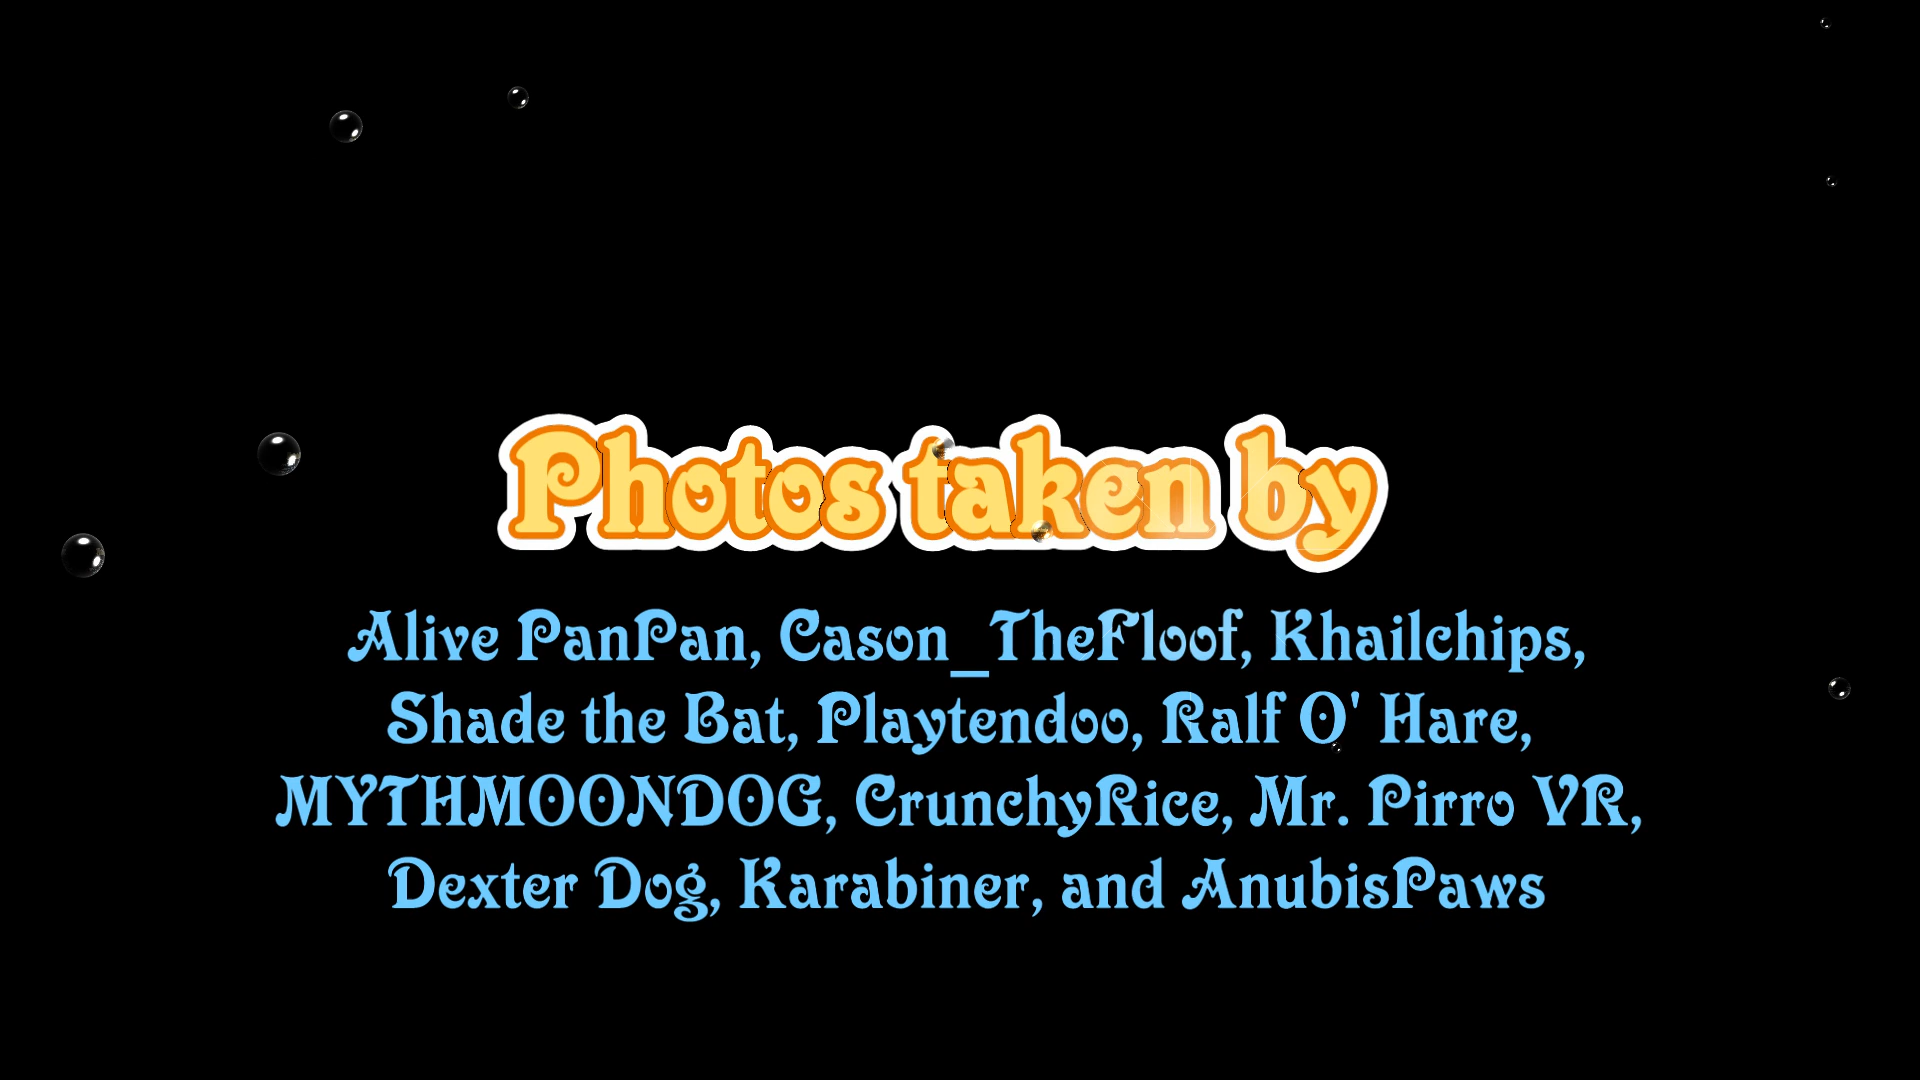 Photos taken by
Alive PanPan, Cason_TheFloof, Khailchips,
Shade the Bat, Playtendoo, Ralf O' Hare,
MYTHMOONDOG, CrunchyRice, Mr. Pirro VR,
Dexter Dog, Karabiner, and AnubisPaws